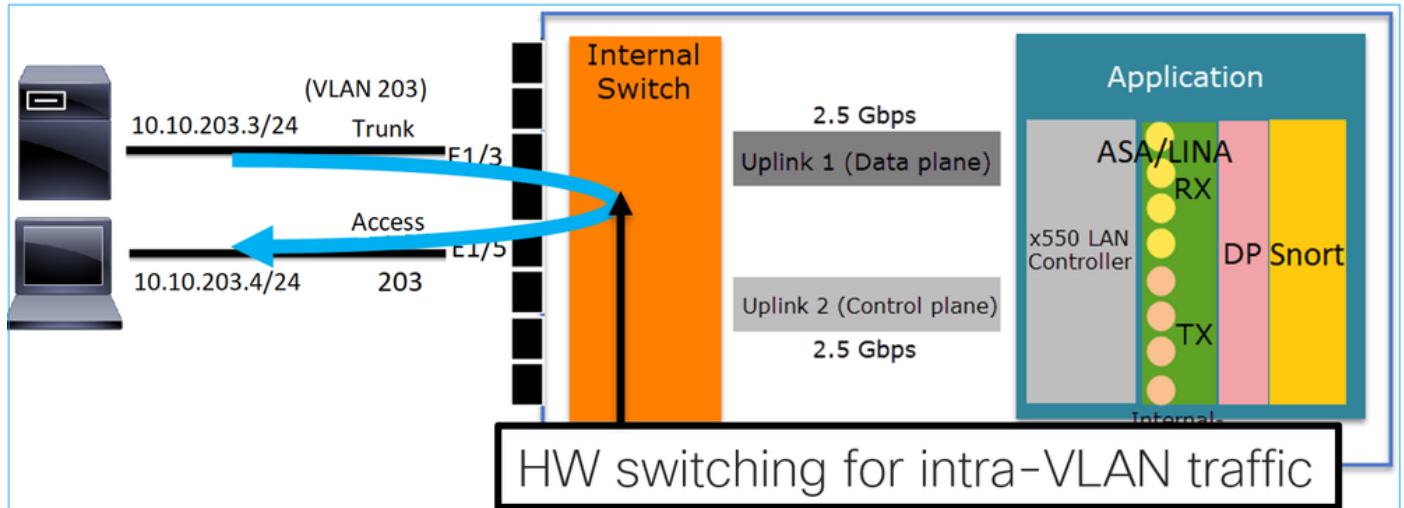 (VLAN 203)
10.10.203.3/24
Trunk
E1/3
Access
E1/5
10.10.203.4/24
203
Internal
Switch
2.5 Gbps
Uplink 1 (Data plane)
Uplink 2 (Control plane)
2.5 Gbps
Application
ASA/LINA
RX
x550 LAN
Controller
DP
Snort
TX
Internal-
HW switching for intra-VLAN traffic